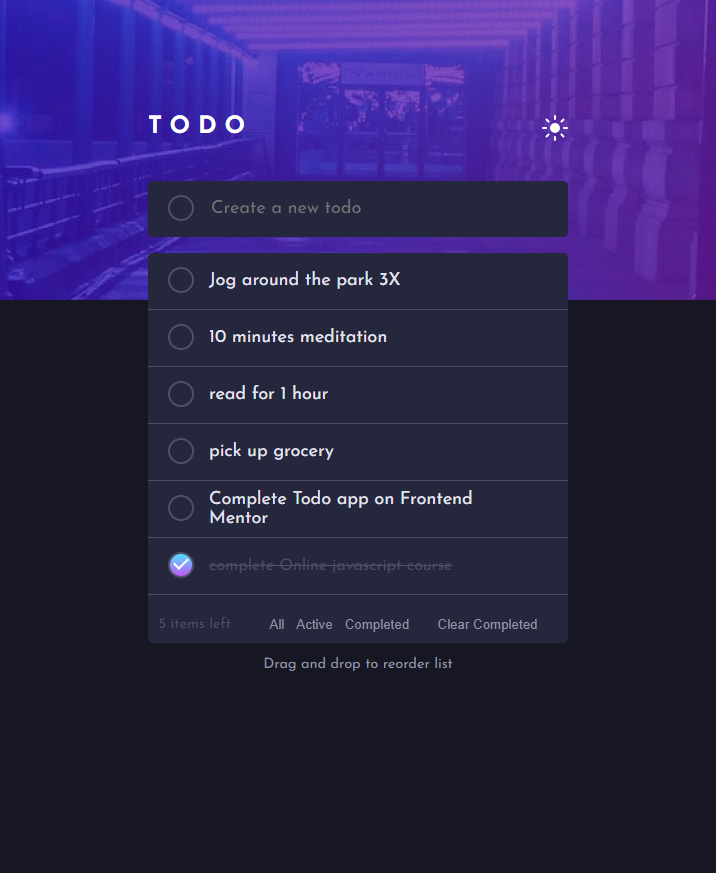 TODO
Create a new todo
Jog around the park 3X
10 minutes meditation
read for 1 hour
pick up grocery
Complete Todo app on Frontend
Mentor
complete Online javascript course
5 items left All Active Completed Clear Completed
Drag and drop to reorder list